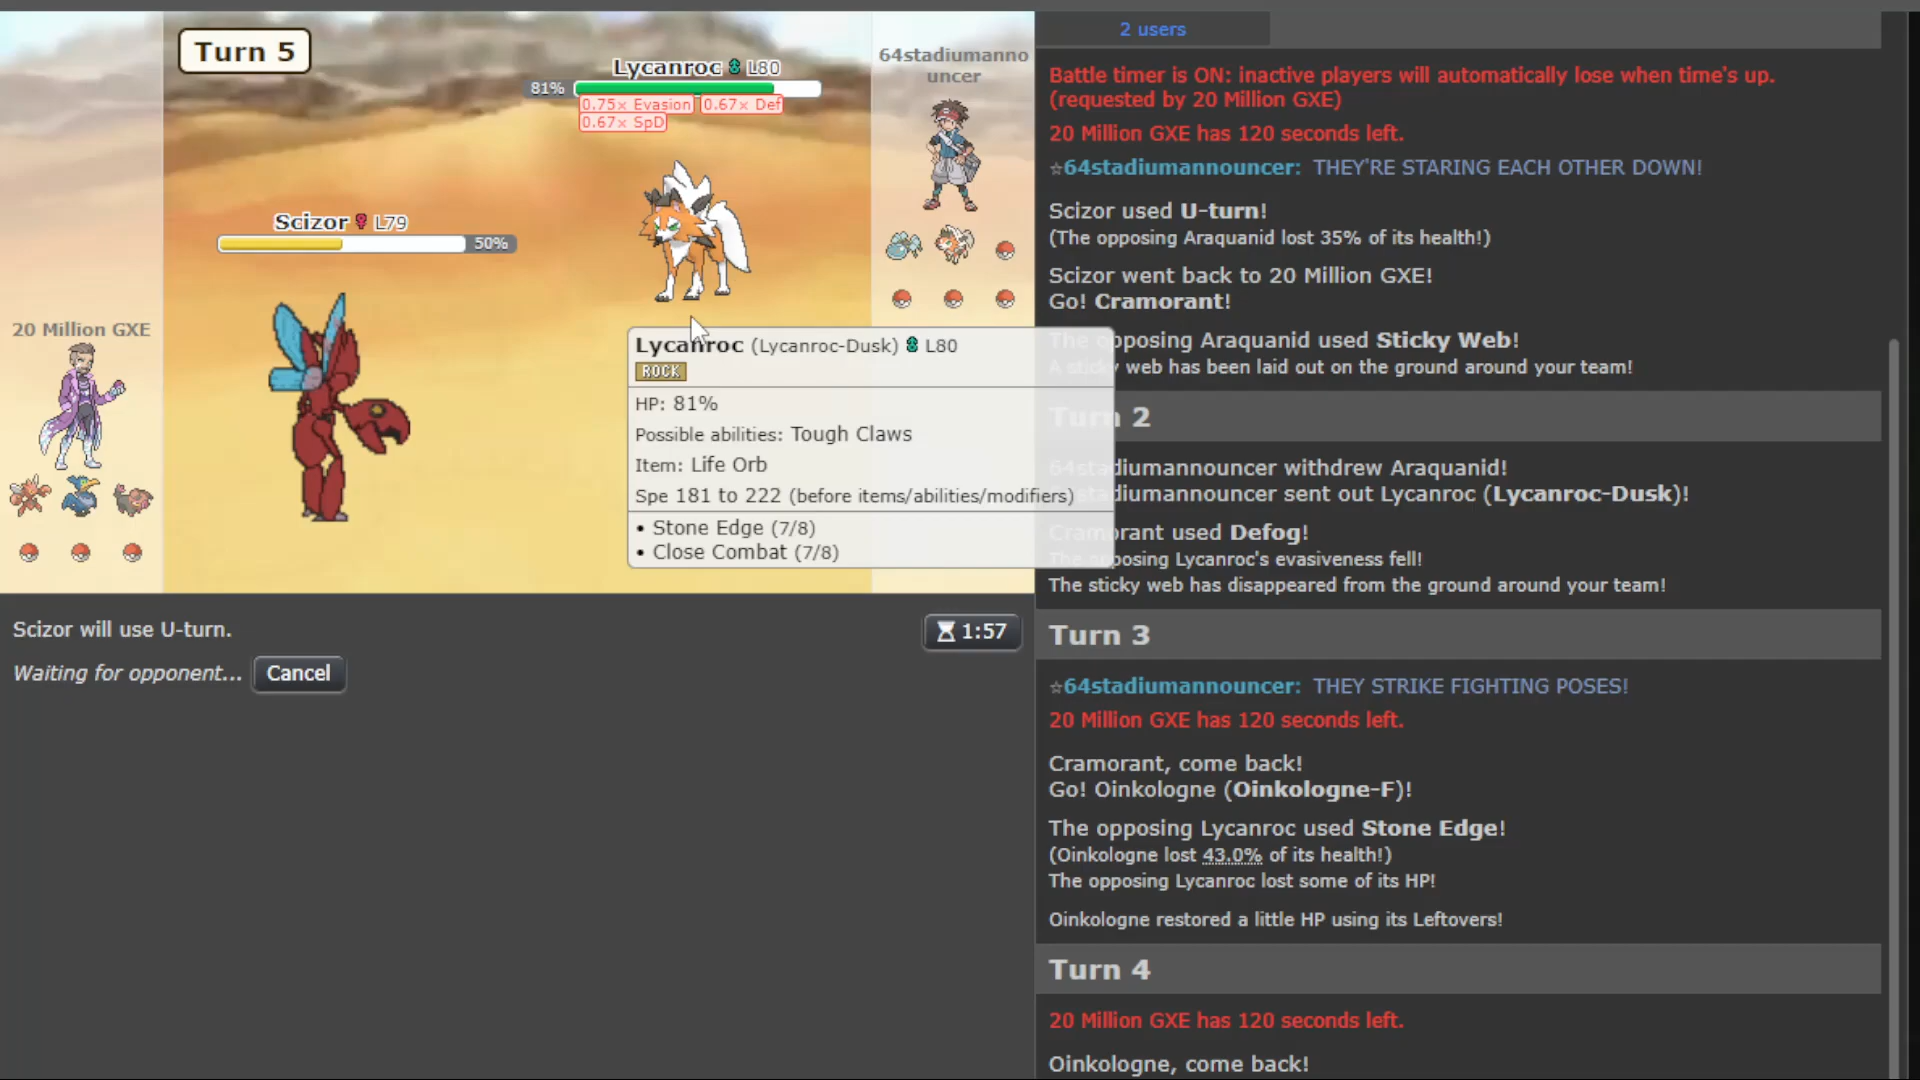 Turn 5
Lycanroc L80
81%
0.75× Evasion 0.67× Def
0.67× SpD
64stadiumanno
uncer
Scizor L79
50%
20 Million GXE
Lycanroc (Lycanroc-Dusk) L80
ROCK
HP: 81%
Possible abilities: Tough Claws
Item: Life Orb
Spe 181 to 222 (before items/abilities/modifiers)
• Stone Edge (7/8)
• Close Combat (7/8)
Scizor will use U-turn.
1:57
Waiting for opponent... Cancel
2 users
Battle timer is ON: inactive players will automatically lose when time's up.
(requested by 20 Million GXE)
20 Million GXE has 120 seconds left.
☆64stadiumannouncer: THEY'RE STARING EACH OTHER DOWN!
Scizor used U-turn!
(The opposing Araquanid lost 35% of its health!)
Scizor went back to 20 Million GXE!
Go! Cramorant!
The opposing Araquanid used Sticky Web!
A sticky web has been laid out on the ground around your team!
Turn 2
64stadiumannouncer withdrew Araquanid!
64stadiumannouncer sent out Lycanroc (Lycanroc-Dusk)!
Cramorant used Defog!
The opposing Lycanroc's evasiveness fell!
The sticky web has disappeared from the ground around your team!
Turn 3
☆64stadiumannouncer: THEY STRIKE FIGHTING POSES!
20 Million GXE has 120 seconds left.
Cramorant, come back!
Go! Oinkologne (Oinkologne-F)!
The opposing Lycanroc used Stone Edge!
(Oinkologne lost 43.0% of its health!)
The opposing Lycanroc lost some of its HP!
Oinkologne restored a little HP using its Leftovers!
Turn 4
20 Million GXE has 120 seconds left.
Oinkologne, come back!